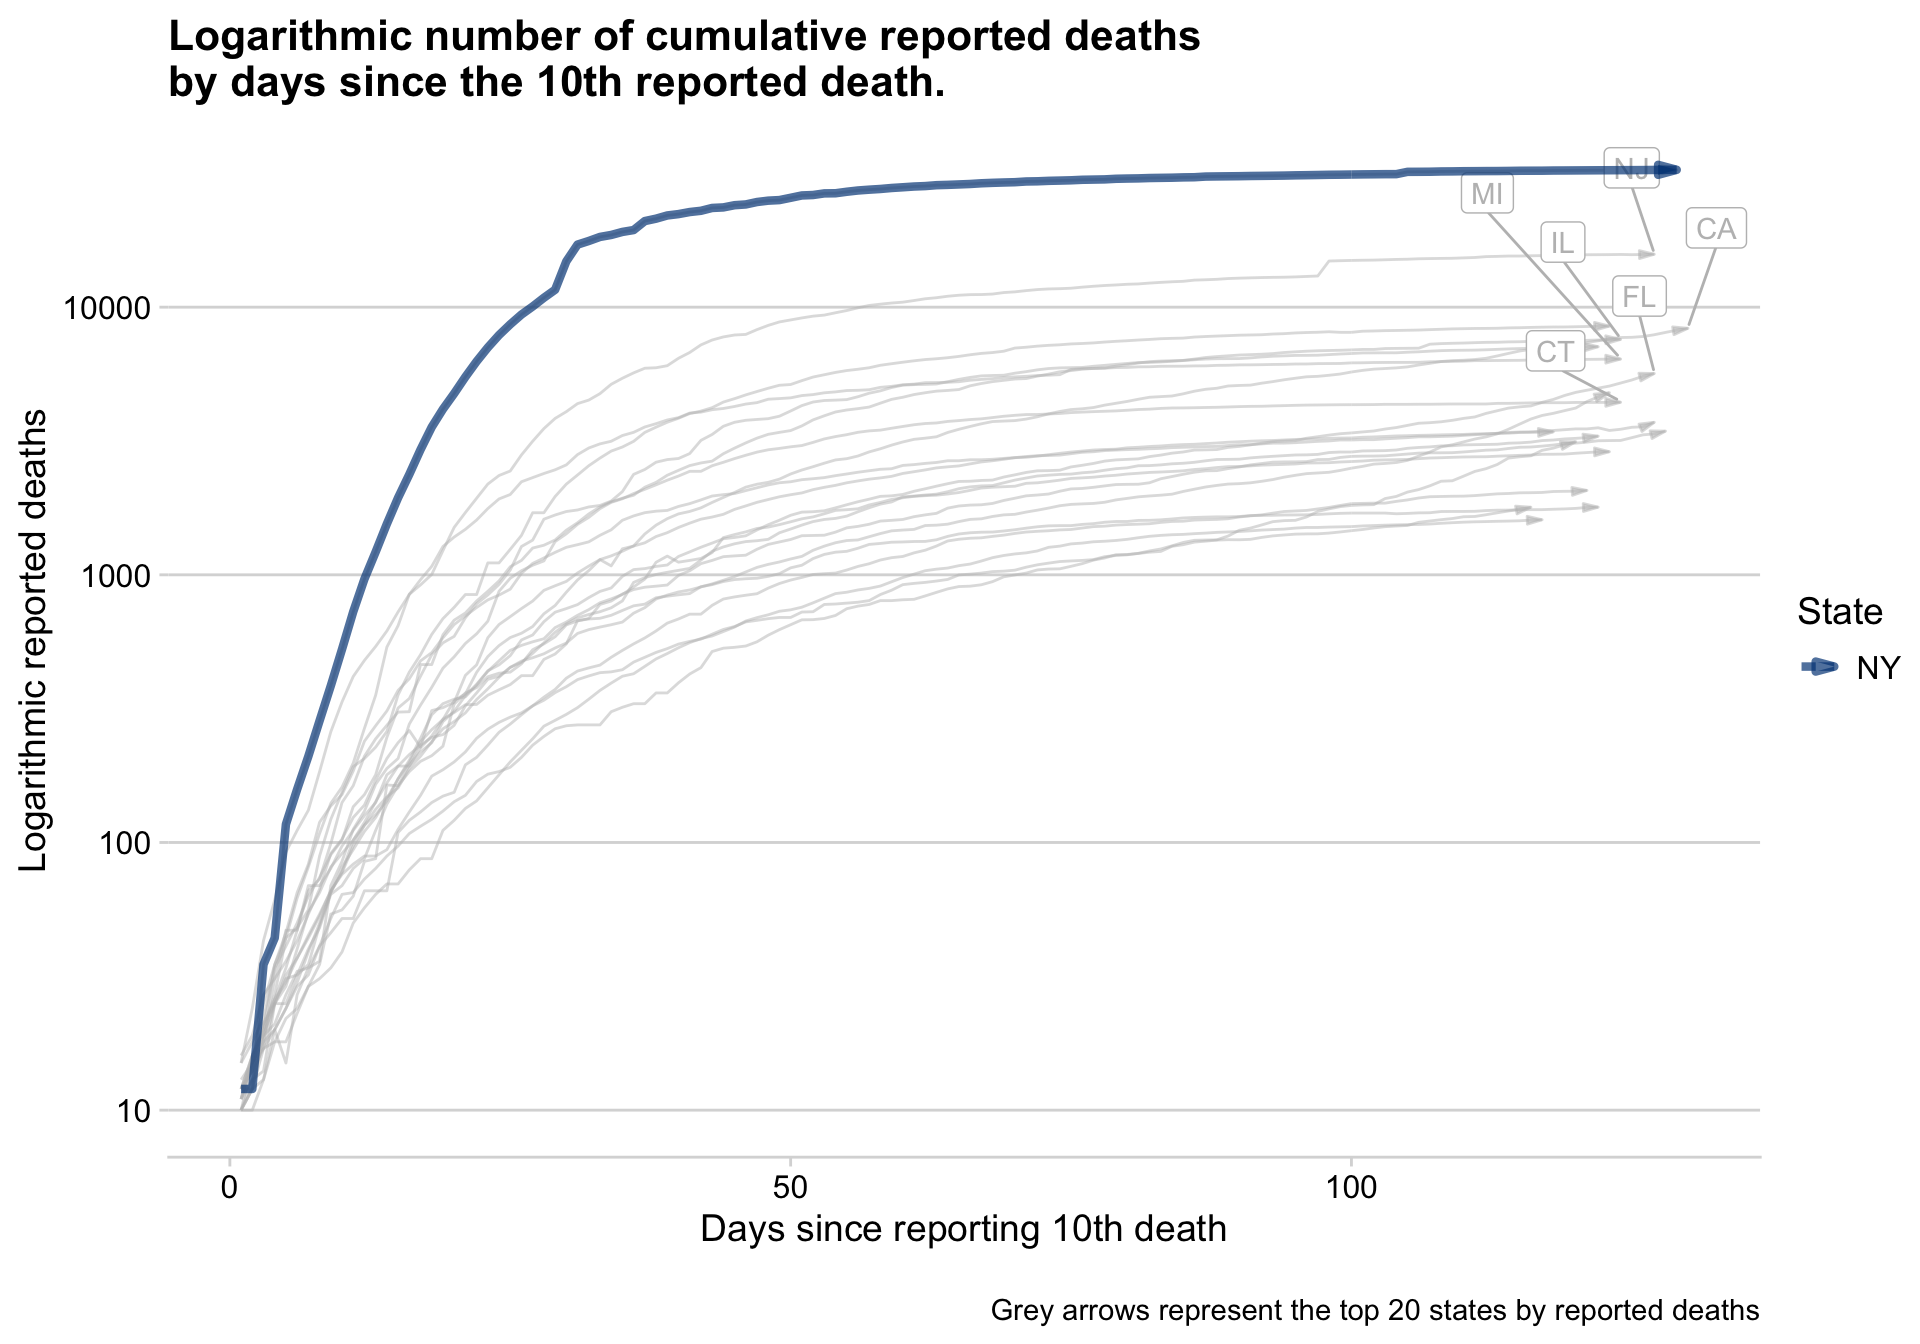 Logarithmic number of cumulative reported deaths
by days since the 10th reported death.
NJ
MI
CA
IL
FL
CT
10000
1000
100
10
Logarithmic reported deaths
State
NY
0
50
100
Days since reporting 10th death
Grey arrows represent the top 20 states by reported deaths